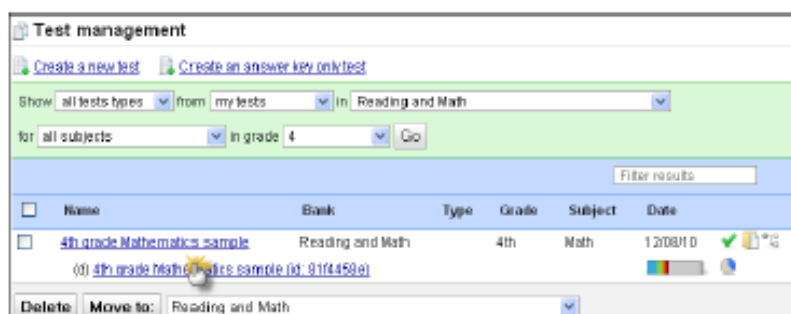 Test management
Create a new test Create an answer key only test
Show all tests types from my tests in Reading and Math
for all subjects in grade 4 Go
Filter results
Name Bank Type Grade Subject Date
4th grade Mathematics sample Reading and Math 4th Math 12/08/10
(d) 4th grade Mathematics sample (id: 91f4459e)
Delete Move to: Reading and Math